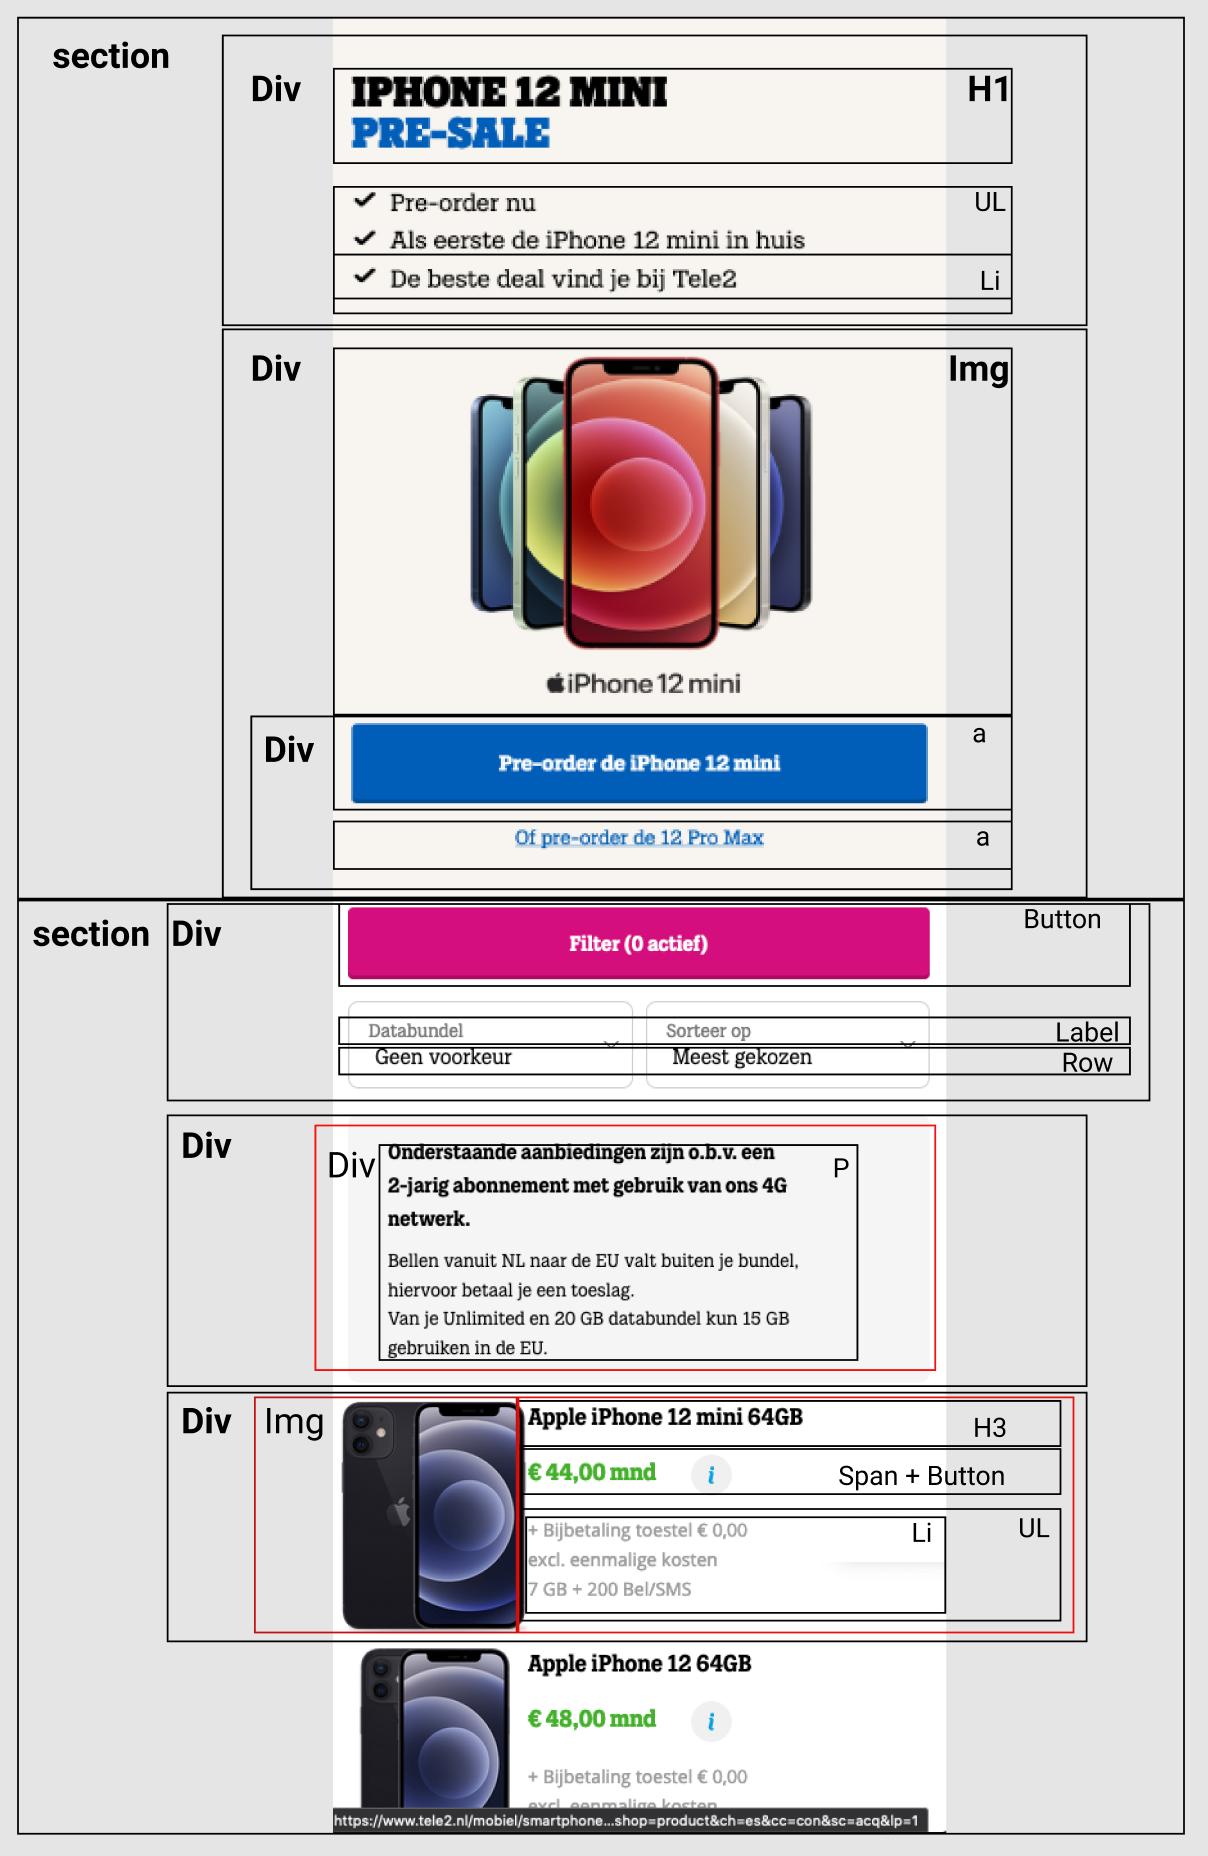 section
Div
IPHONE 12 MINI
H1
PRE-SALE
Pre-order nu
UL
Als eerste de iPhone 12 mini in huis
De beste deal vind je bij Tele2
Li
Div
Img
iPhone 12 mini
Div
Pre-order de iPhone 12 mini
a
Of pre-order de 12 Pro Max
a
section
Div
Filter (0 actief)
Button
Databundel
Sorteer op
Label
Geen voorkeur
Meest gekozen
Row
Div
Div
Onderstaande aanbiedingen zijn o.b.v. een
P
2-jarig abonnement met gebruik van ons 4G
netwerk.
Bellen vanuit NL naar de EU valt buiten je bundel,
hiervoor betaal je een toeslag.
Van je Unlimited en 20 GB databundel kun 15 GB
gebruiken in de EU.
Div
Img
Apple iPhone 12 mini 64GB
H3
€ 44,00 mnd
i
Span + Button
+ Bijbetaling toestel € 0,00
Li
UL
excl. eenmalige kosten
7 GB + 200 Bel/SMS
Apple iPhone 12 64GB
€ 48,00 mnd
i
+ Bijbetaling toestel € 0,00
excl. eenmalige kosten
https://www.tele2.nl/mobiel/smartphone...shop=product&ch=es&cc=con&sc=acq&lp=1